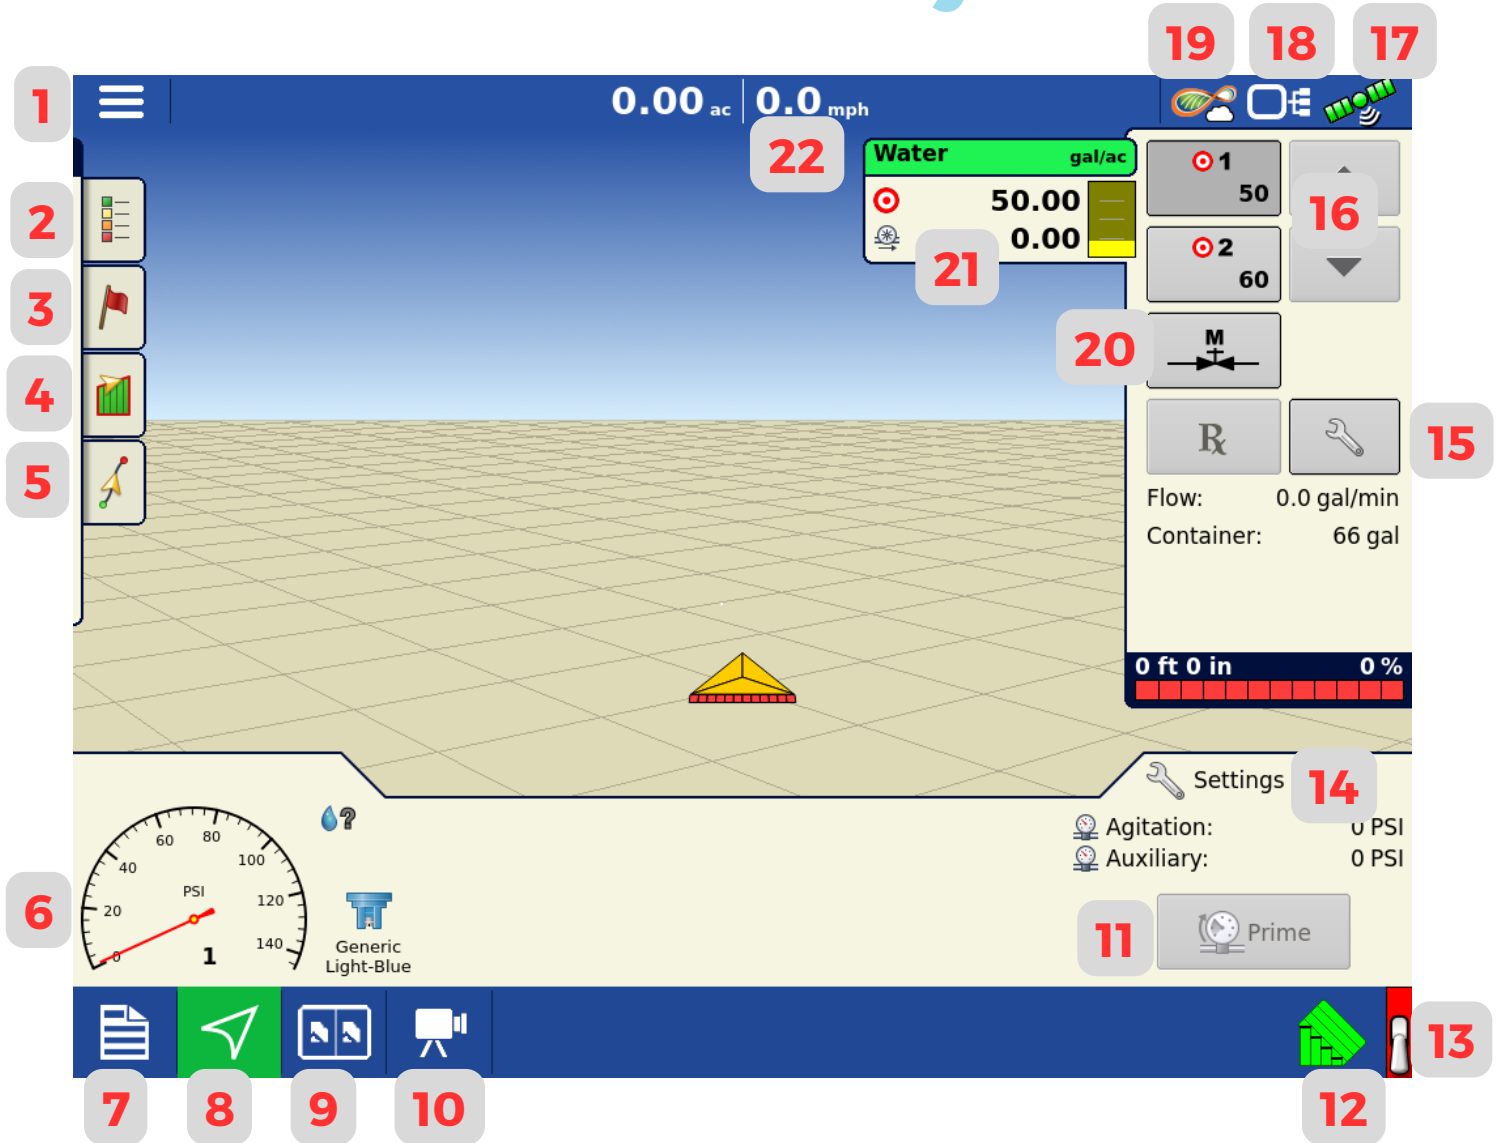 19 18 17
1
0.00 ac 0.0 mph
22
Water gal/ac
50.00
0.00
21
1
50
16
2
60
2
3
4
5
20
M
Rx
15
Flow: 0.0 gal/min
Container: 66 gal
0 ft 0 in 0 %
Settings
14
Agitation: 0 PSI
Auxiliary: 0 PSI
6
0 20 40 60 80 100 120 140
PSI
1
?
Generic
Light-Blue
11
Prime
13
7 8 9 10 12